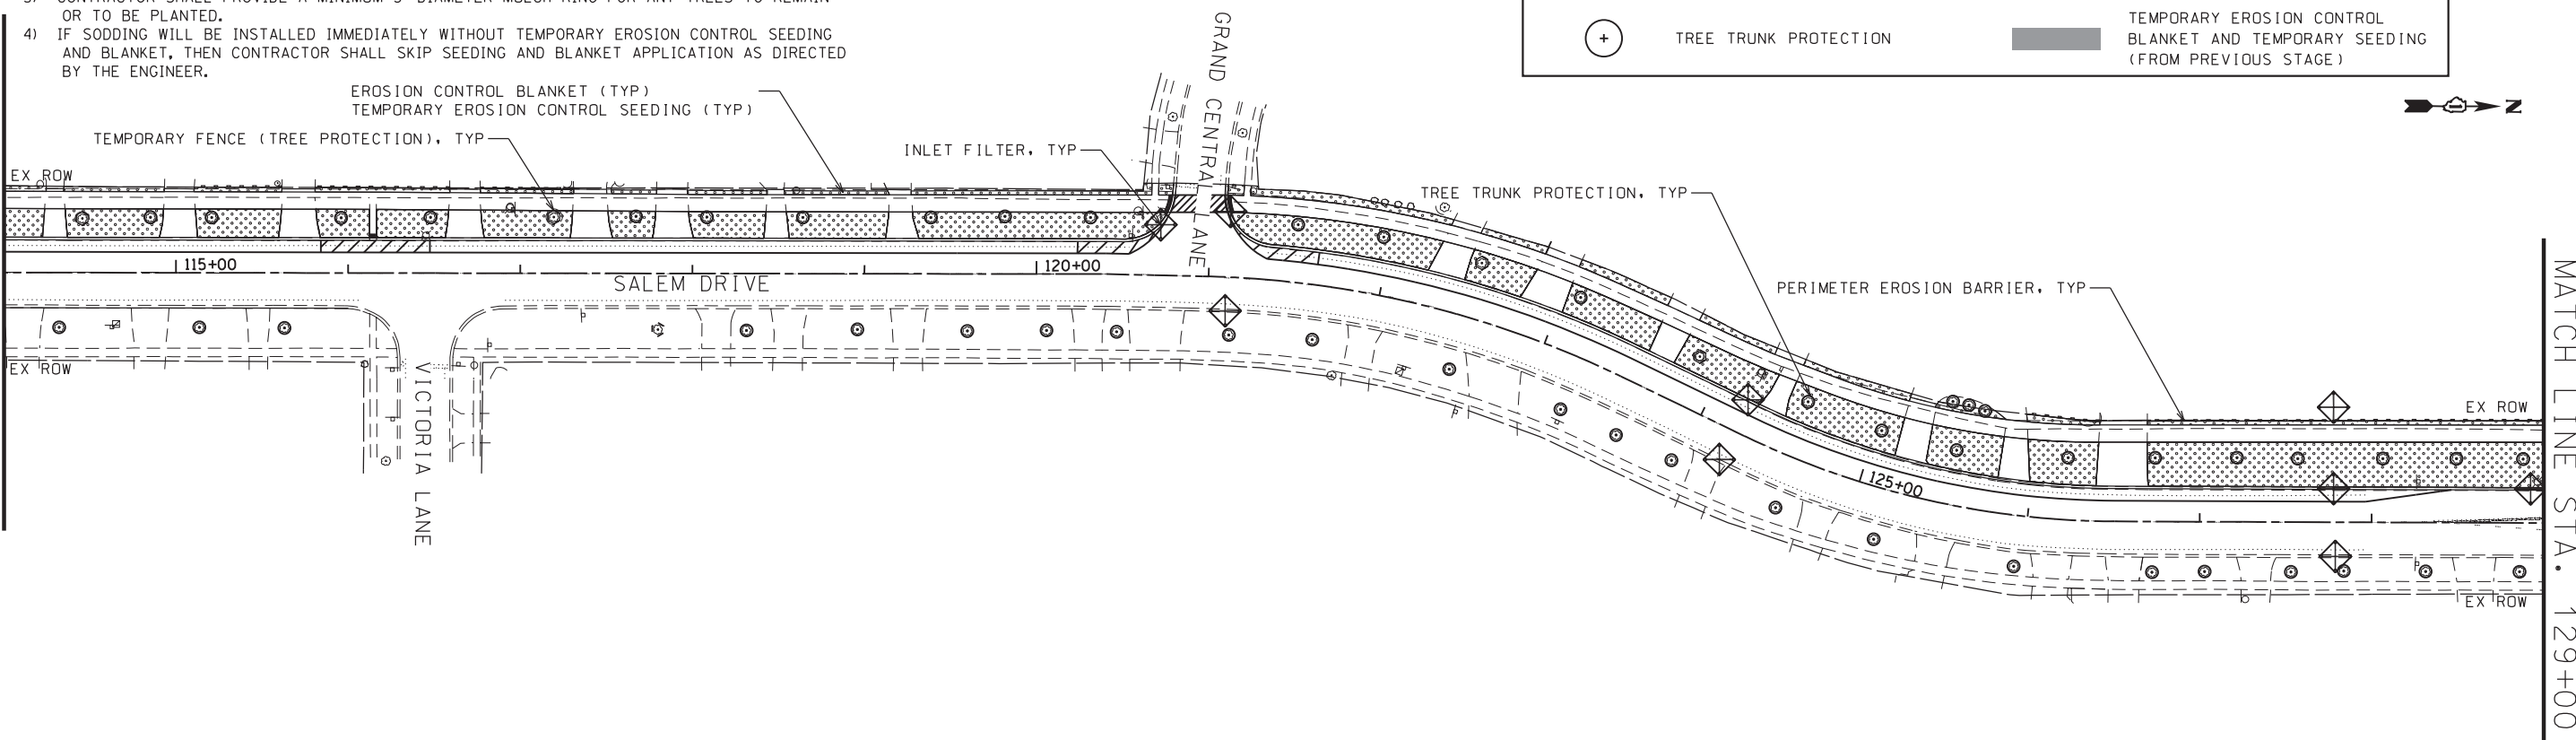 OR TO BE PLANTED.
4) IF SODDING WILL BE INSTALLED IMMEDIATELY WITHOUT TEMPORARY EROSION CONTROL SEEDING
AND BLANKET, THEN CONTRACTOR SHALL SKIP SEEDING AND BLANKET APPLICATION AS DIRECTED
BY THE ENGINEER.
TREE TRUNK PROTECTION
TEMPORARY EROSION CONTROL
BLANKET AND TEMPORARY SEEDING
(FROM PREVIOUS STAGE)
N
EROSION CONTROL BLANKET (TYP)
TEMPORARY EROSION CONTROL SEEDING (TYP)
TEMPORARY FENCE (TREE PROTECTION), TYP
INLET FILTER, TYP
GRAND CENTRAL LANE
EX ROW
TREE TRUNK PROTECTION, TYP
115+00
120+00
SALEM DRIVE
PERIMETER EROSION BARRIER, TYP
EX ROW
VICTORIA LANE
EX ROW
125+00
EX ROW
MATCH LINE STA. 129+00